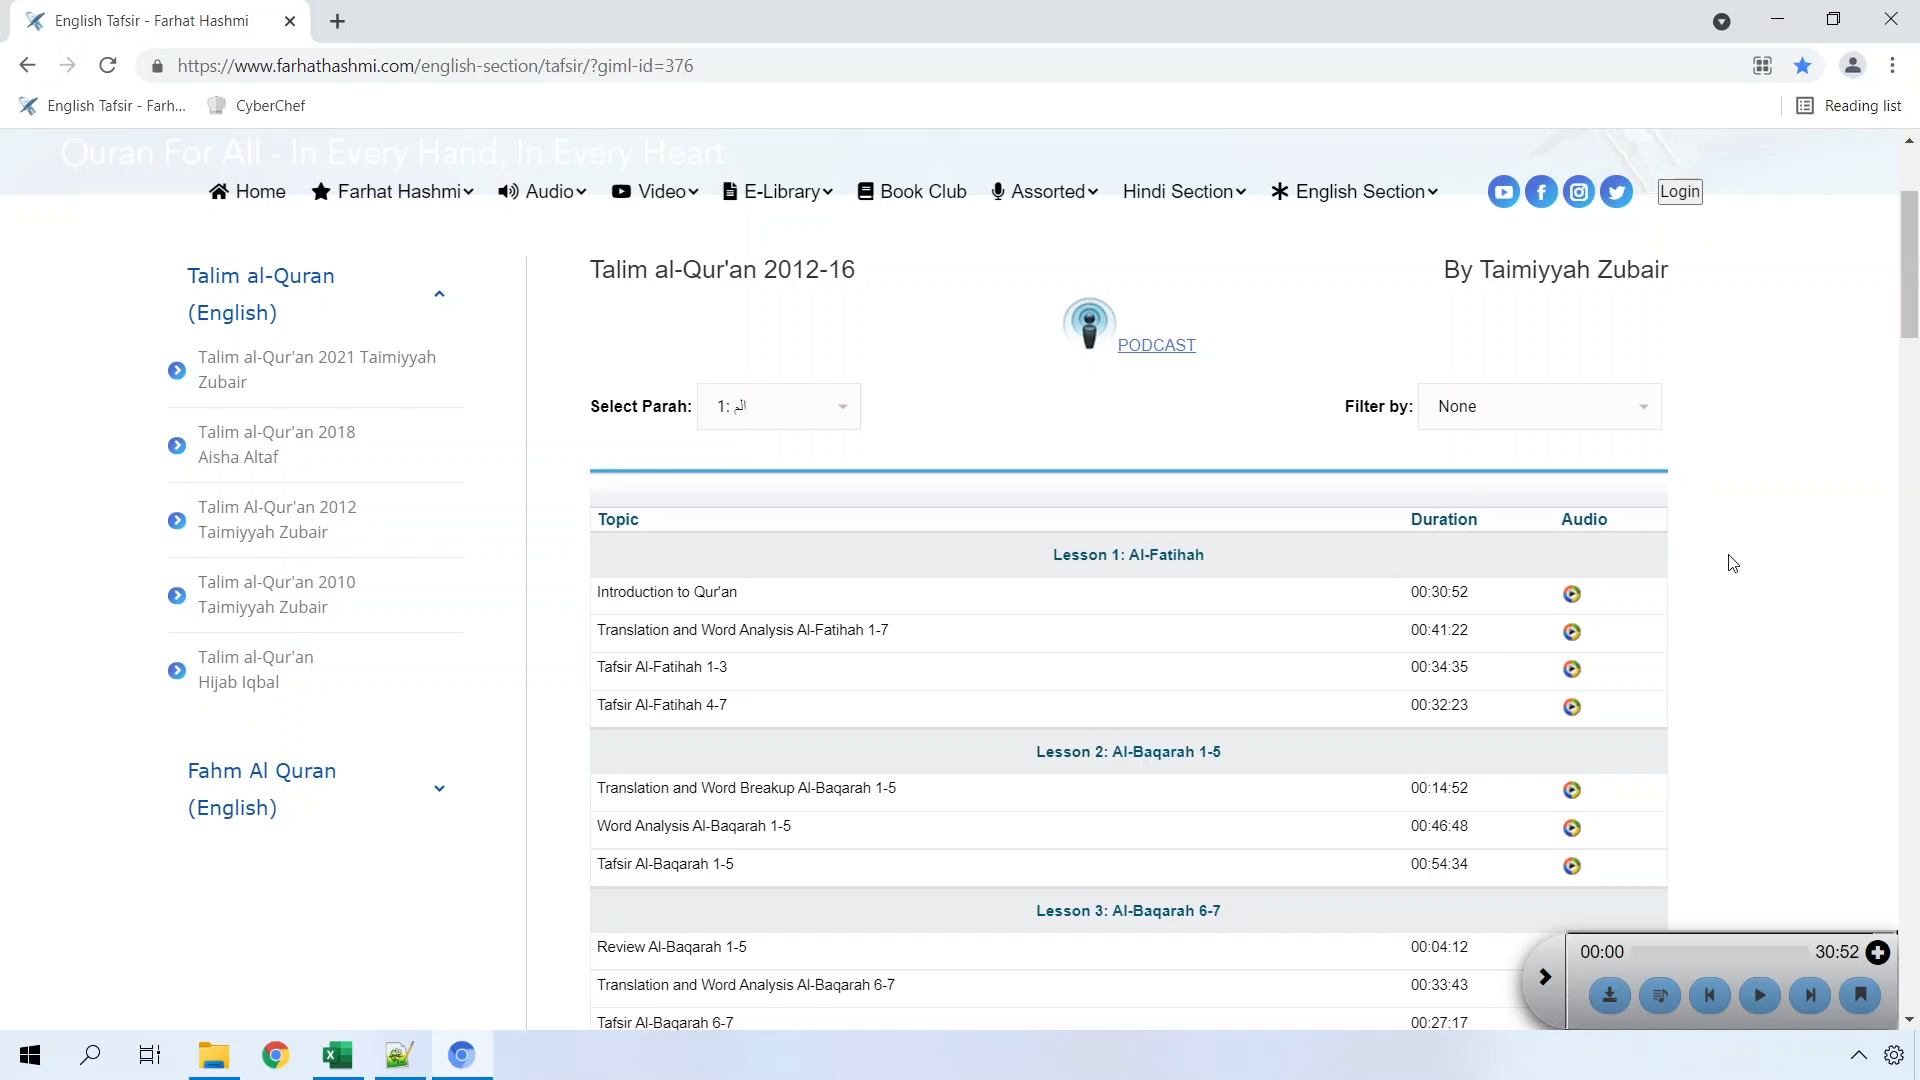 English Tafsir - Farhat Hashmi
https://www.farhathashmi.com/english-section/tafsir/?giml-id=376
English Tafsir - Farh...
CyberChef
Reading list
Quran For All - In Every Hand, In Every Heart
Home
Farhat Hashmi
Audio
Video
E-Library
Book Club
Assorted
Hindi Section
English Section
Login
Talim al-Quran
(English)
Talim al-Qur'an 2021 Taimiyyah
Zubair
Talim al-Qur'an 2018
Aisha Altaf
Talim Al-Qur'an 2012
Taimiyyah Zubair
Talim al-Qur'an 2010
Taimiyyah Zubair
Talim al-Qur'an
Hijab Iqbal
Fahm Al Quran
(English)
Talim al-Qur'an 2012-16
By Taimiyyah Zubair
PODCAST
Select Parah: 1: الم
Filter by: None
Topic Duration Audio
Lesson 1: Al-Fatihah
Introduction to Qur'an 00:30:52
Translation and Word Analysis Al-Fatihah 1-7 00:41:22
Tafsir Al-Fatihah 1-3 00:34:35
Tafsir Al-Fatihah 4-7 00:32:23
Lesson 2: Al-Baqarah 1-5
Translation and Word Breakup Al-Baqarah 1-5 00:14:52
Word Analysis Al-Baqarah 1-5 00:46:48
Tafsir Al-Baqarah 1-5 00:54:34
Lesson 3: Al-Baqarah 6-7
Review Al-Baqarah 1-5 00:04:12
Translation and Word Analysis Al-Baqarah 6-7 00:33:43
Tafsir Al-Baqarah 6-7 00:27:17
00:00 30:52